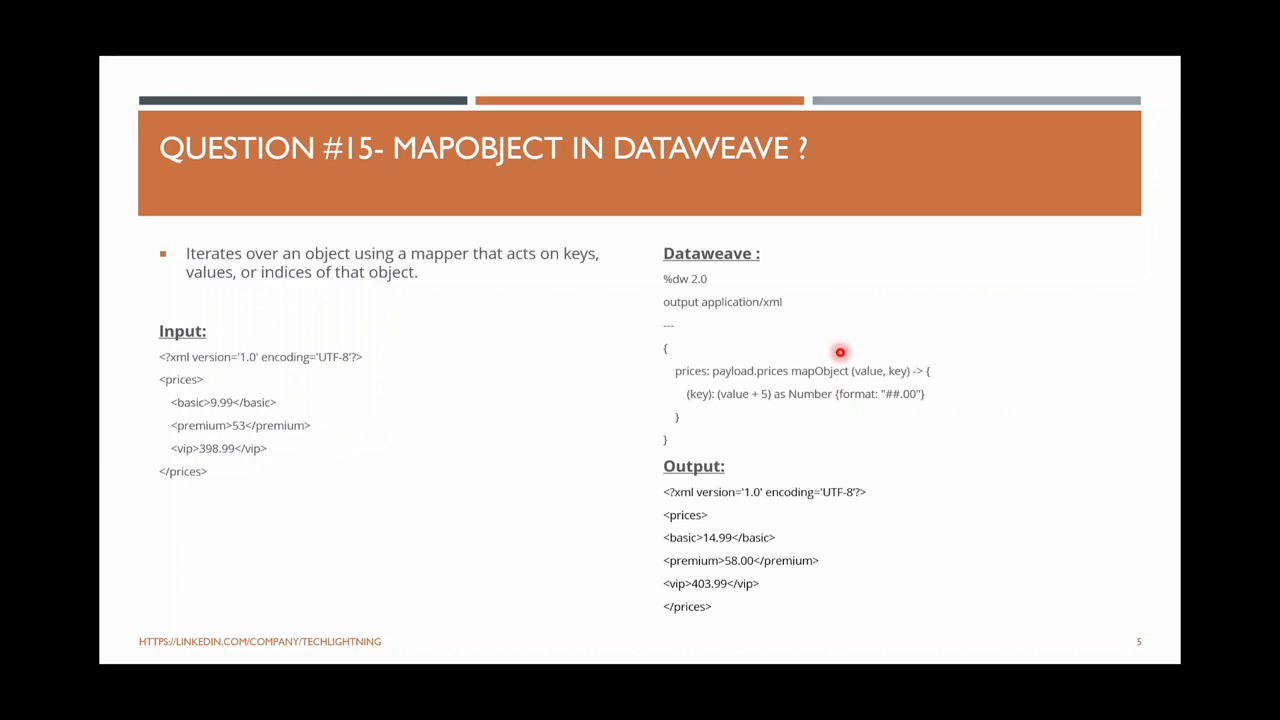 QUESTION #15- MAPOBJECT IN DATAWEAVE ?
Iterates over an object using a mapper that acts on keys,
values, or indices of that object.
Input:
<?xml version='1.0' encoding='UTF-8'?>
<prices>
<basic>9.99</basic>
<premium>53</premium>
<vip>398.99</vip>
</prices>
Dataweave :
%dw 2.0
output application/xml
---
{
prices: payload.prices mapObject (value, key) -> {
(key): (value + 5) as Number {format: "##.00"}
}
}
Output:
<?xml version='1.0' encoding='UTF-8'?>
<prices>
<basic>14.99</basic>
<premium>58.00</premium>
<vip>403.99</vip>
</prices>
HTTPS://LINKEDIN.COM/COMPANY/TECHLIGHTNING
5